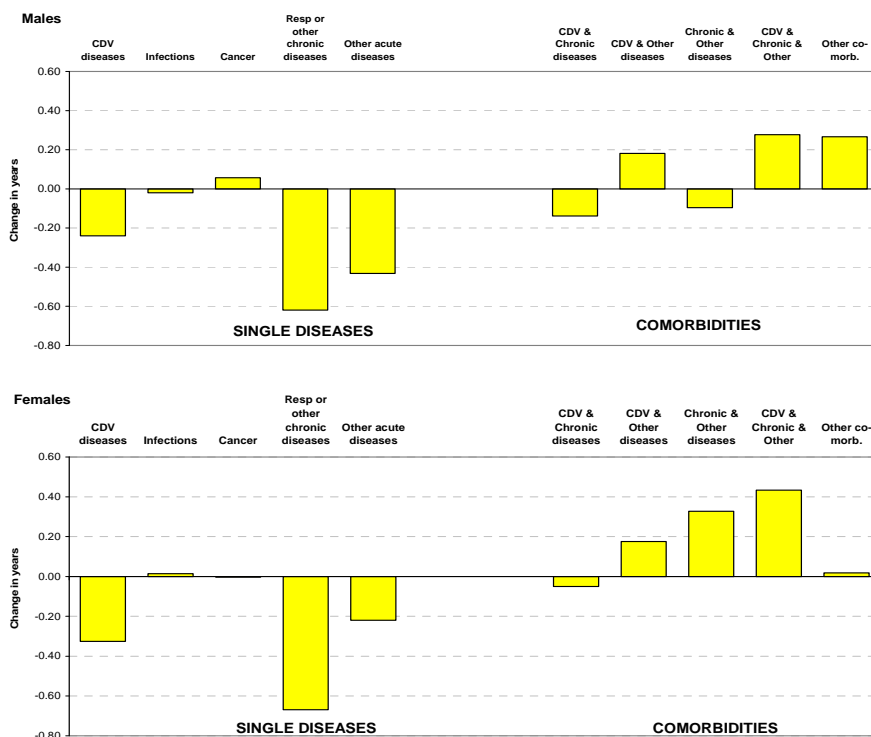 Males
CDV
diseases
Infections
Cancer
Resp or
other
chronic
diseases
Other acute
diseases
CDV &
Chronic
diseases
CDV & Other
diseases
Chronic &
Other
diseases
CDV &
Chronic &
Other
Other co-
morb.
0.60
0.40
0.20
0.00
-0.20
-0.40
-0.60
-0.80
Change in years
SINGLE DISEASES
COMORBIDITIES
Females
CDV
diseases
Infections
Cancer
Resp or
other
chronic
diseases
Other acute
diseases
CDV &
Chronic
diseases
CDV &
Other
diseases
Chronic &
Other
diseases
CDV &
Chronic &
Other
Other co-
morb.
0.60
0.40
0.20
0.00
-0.20
-0.40
-0.60
-0.80
Change in years
SINGLE DISEASES
COMORBIDITIES